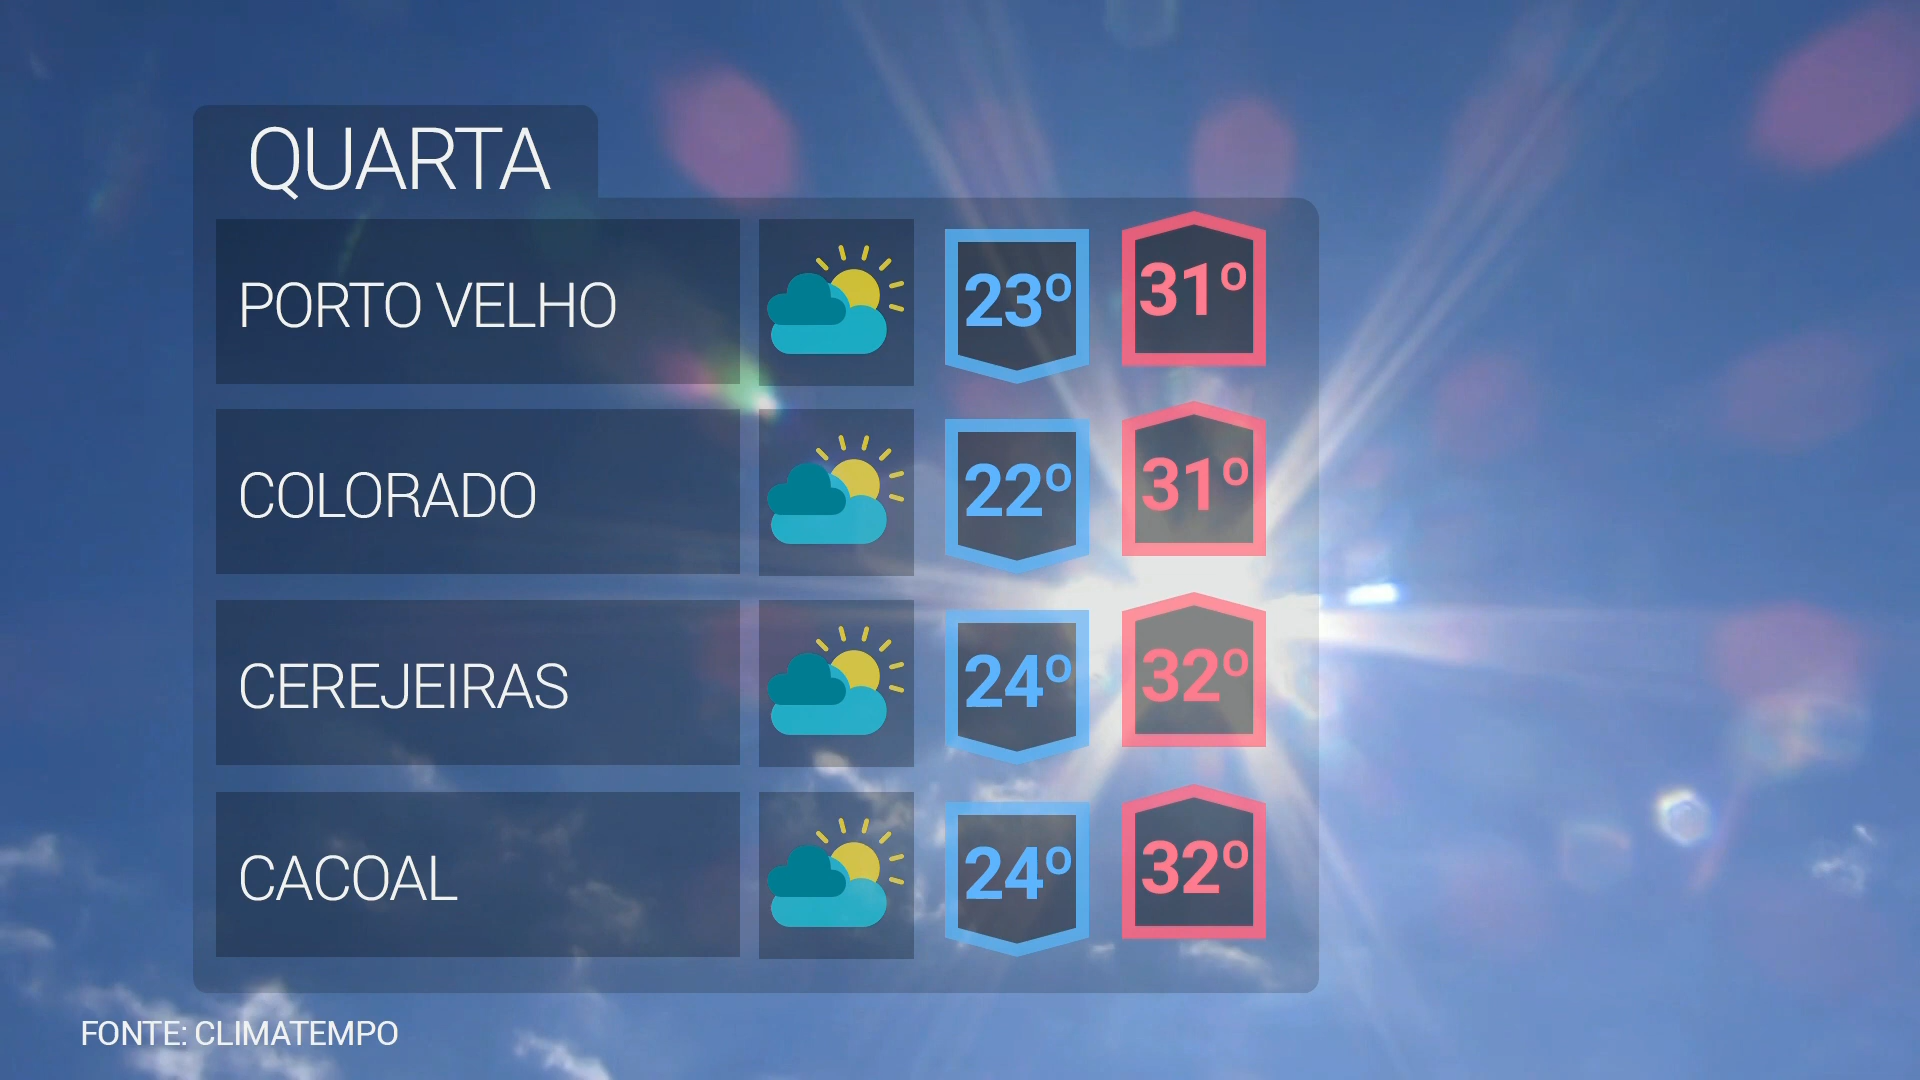 QUARTA
PORTO VELHO 23º 31º
COLORADO 22º 31º
CEREJEIRAS 24º 32º
CACOAL 24º 32º
FONTE: CLIMATEMPO